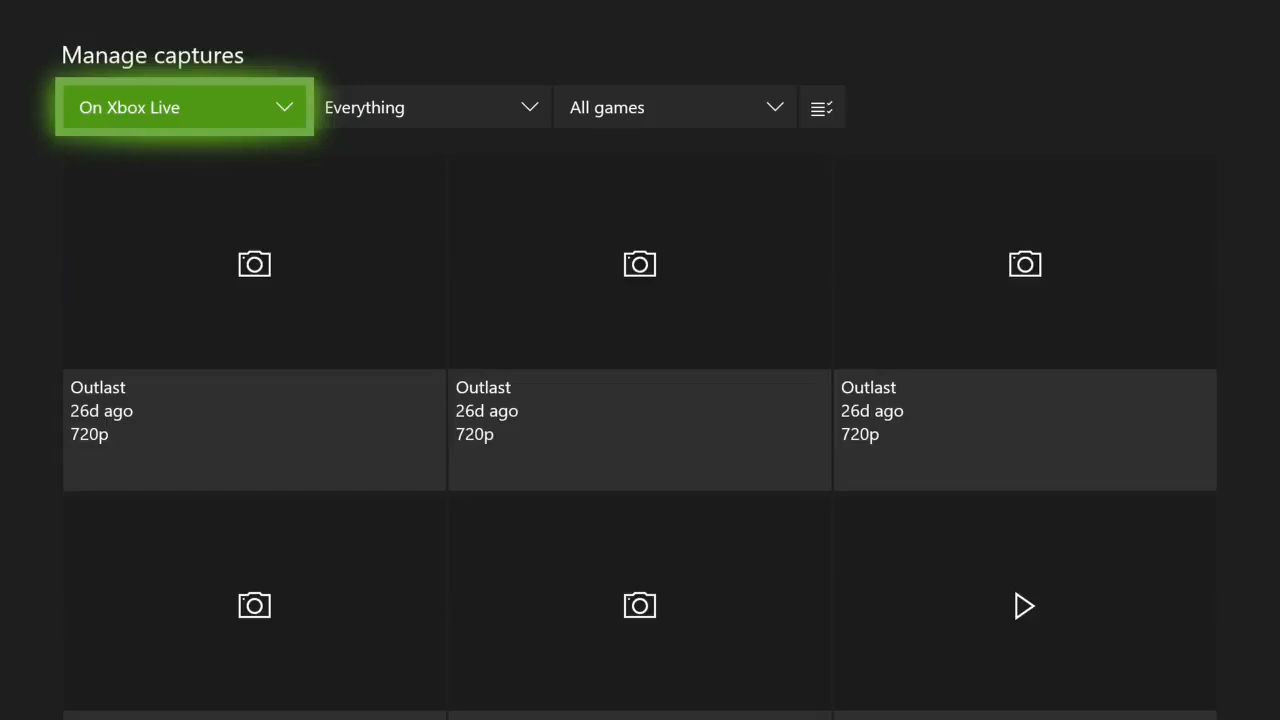 Manage captures
On Xbox Live
Everything
All games
Outlast
26d ago
720p
Outlast
26d ago
720p
Outlast
26d ago
720p